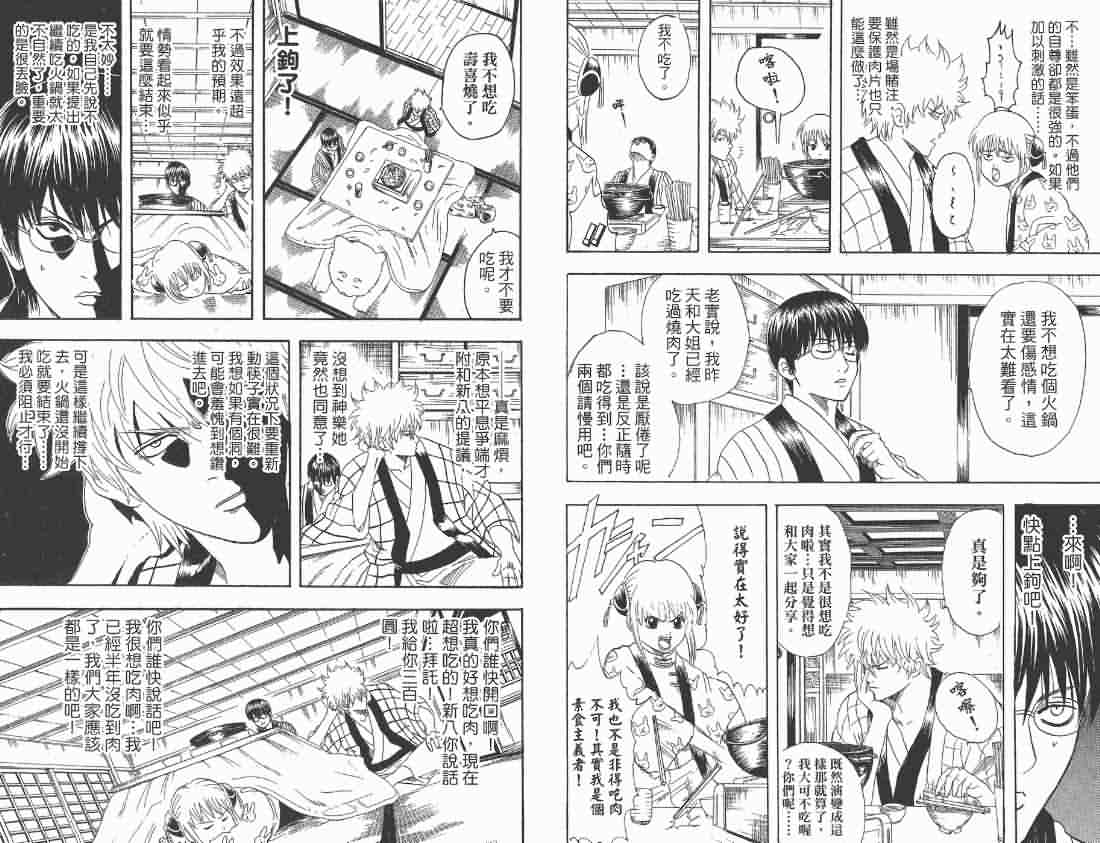 不…雖然是笨蛋，不過他們
的自尊卻都是很強的，如果
加以刺激的話……
雖然是場賭注，
要保護肉片也只
能這麼做了…
喀啦！
呼
我不吃了。
我不想吃個火鍋
還要傷感情，這
實在太難看了。
老實說，我昨
天和大姐已經
吃過燒肉了。
該說是厭倦了呢
…還是反正隨時
都吃得到…你們
兩個請慢用吧。
…來啊！
快點上鉤吧
真是夠了。
喀嚓！
其實我不是很想吃
肉啦…只是覺得想
和大家一起分享。
既然演變成這
樣那就算了，
我大可不吃喔
？你們呢……
說得實在太好了！
我也不是非得吃肉
不可！其實我是個
素食主義者！
我不想吃
壽喜燒了。
上鉤了！
我才不要
吃呢。
不過效果遠超
乎我的預期。
情勢看起來似乎
就要這麼結束…
不太妙……
是我自己先說不
吃的，如果提出
繼續吃火鍋就太
不自然了，重要
的是很丟臉。
…真是麻煩，
原本想平息爭端才
附和新八的提議，
沒想到神樂她
竟然也同意了…
這個狀況下要重新
動筷子實在很難。
我想如果有個洞，
可能會羞愧到想鑽
進去吧。
可是這樣繼續撐下
去，火鍋還沒開始
吃就要結束了……
我必須阻止才行…
你們誰快開口啊！
我真的好想吃肉，現在
超想吃的！新八你說話
啦…拜託！
我給你三百
圓！
你們誰快說話吧！
我很想吃肉啊…我
已經半年沒吃到肉
了，我們大家應該
都是一樣的吧！